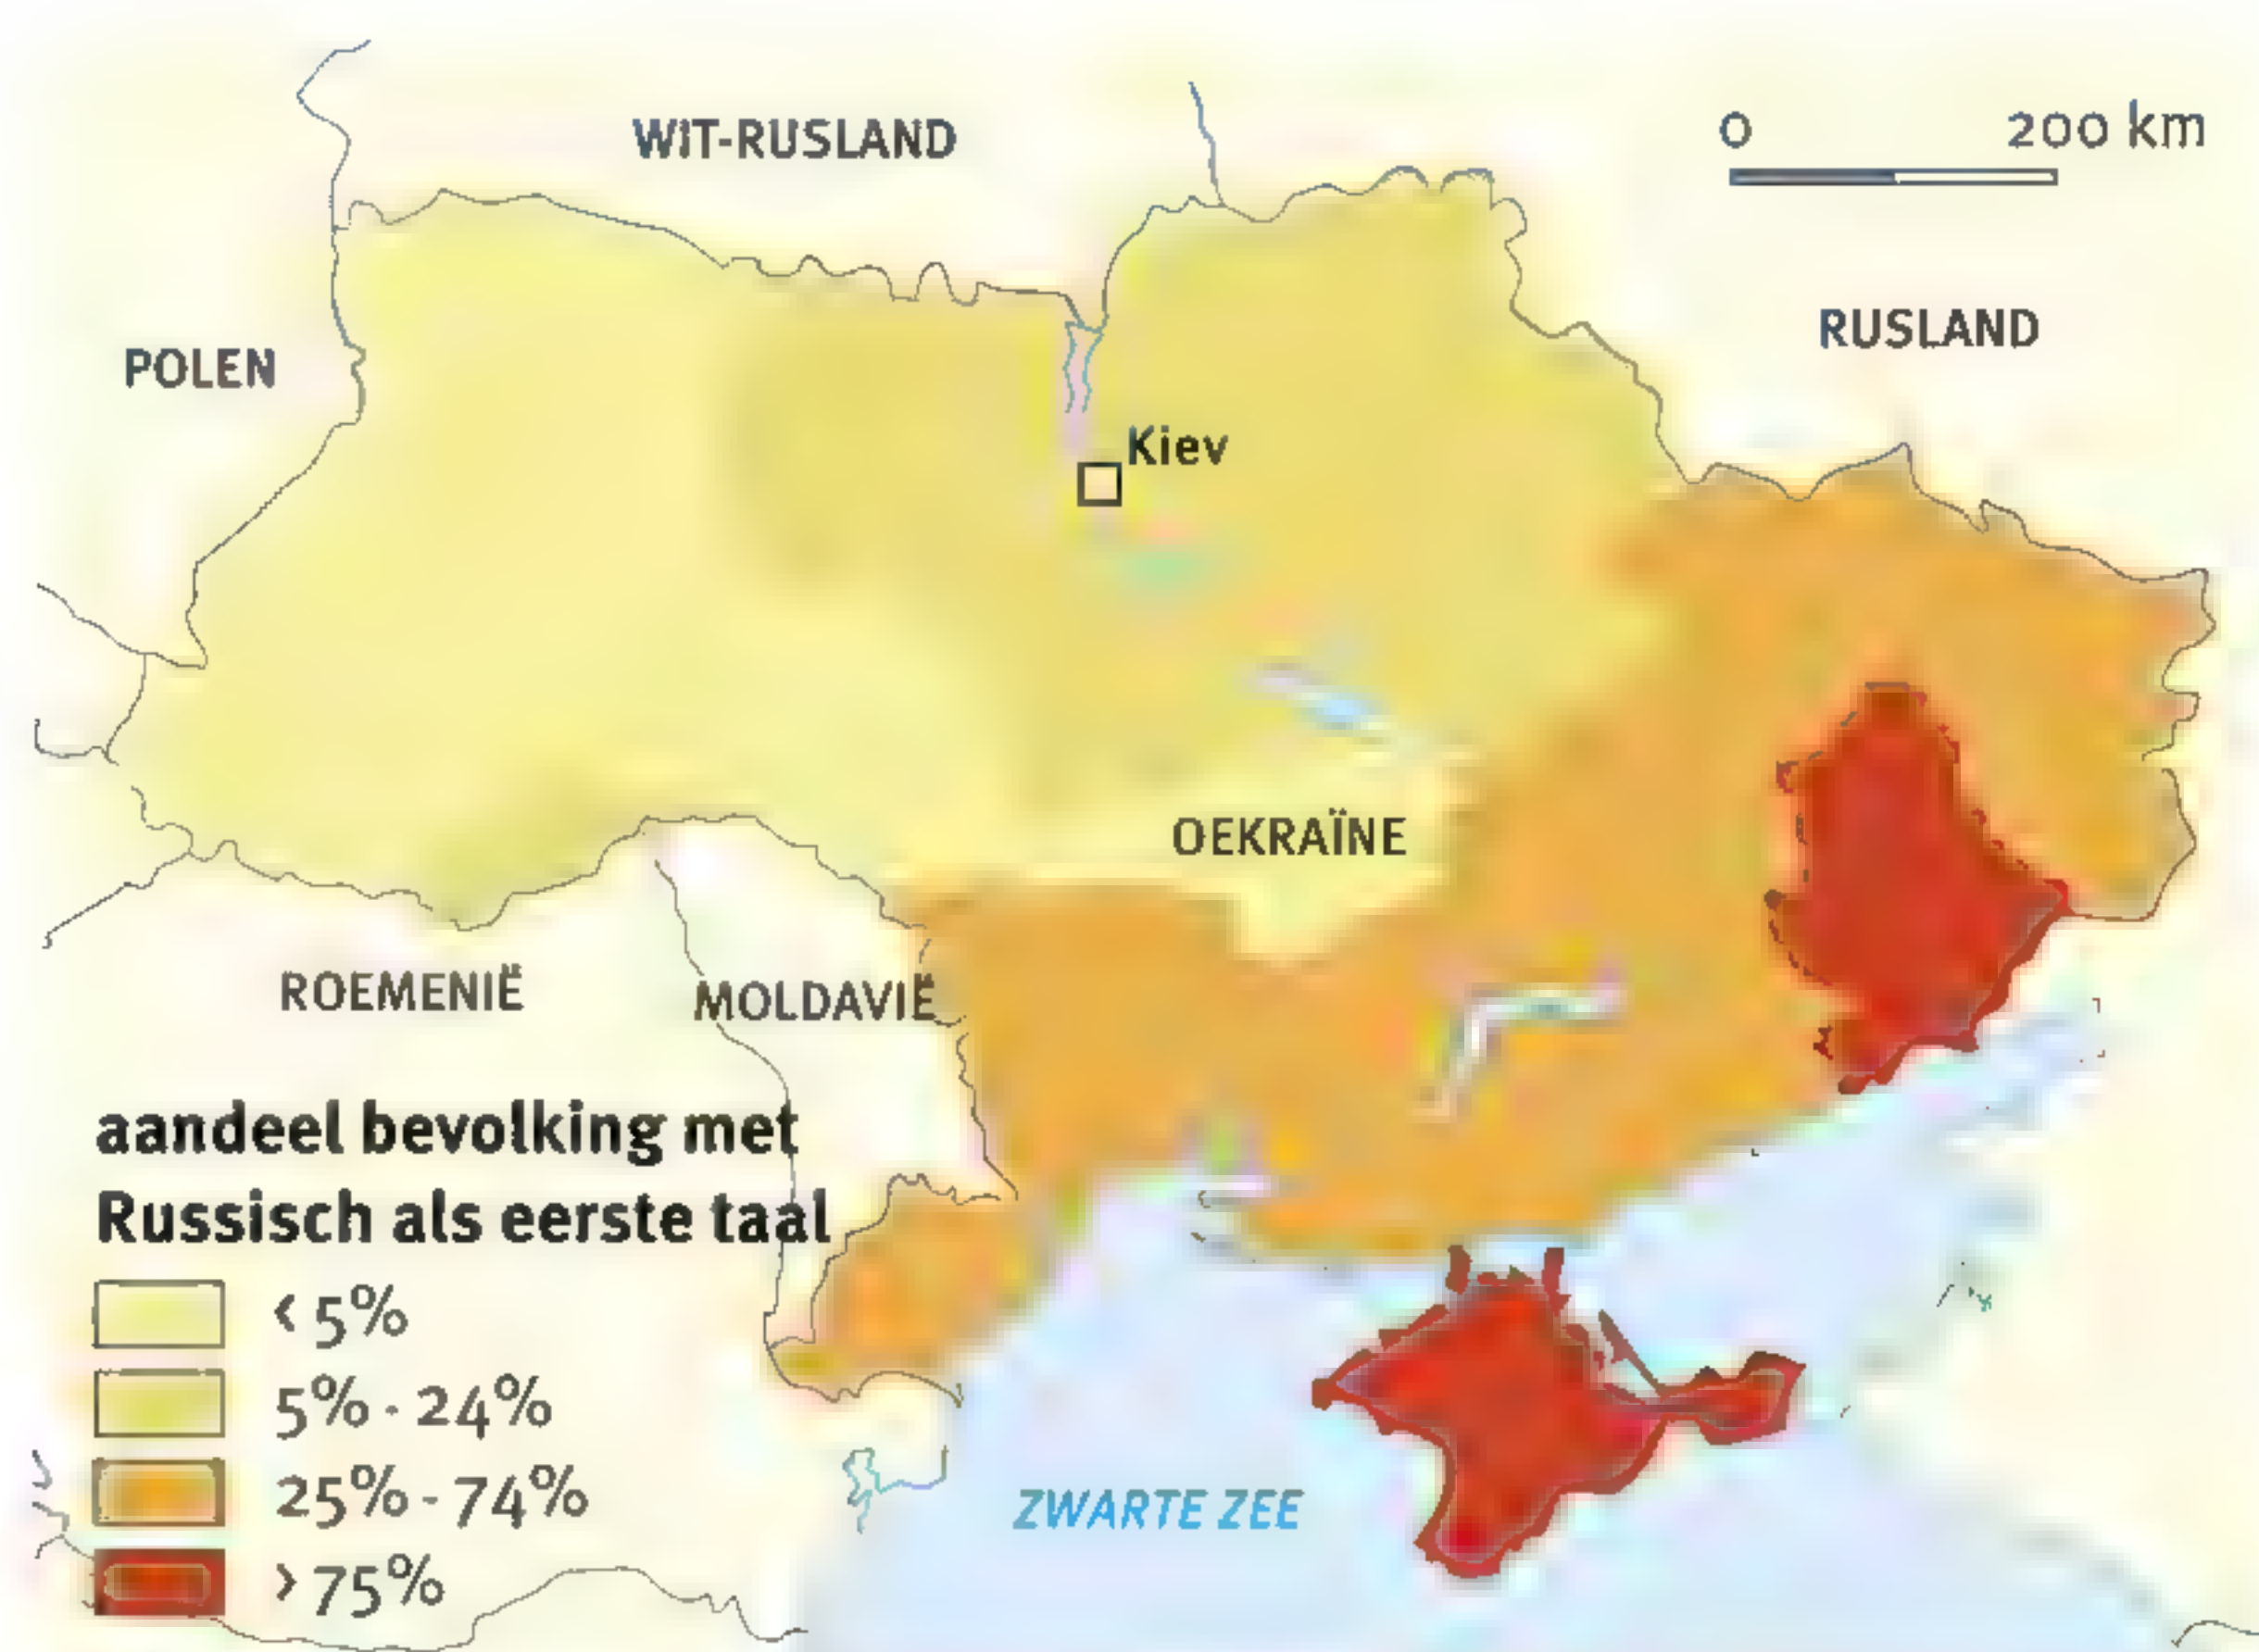 WIT-RUSLAND
0 200 km
RUSLAND
POLEN
Kiev
OEKRAÏNE
ROEMENIË
MOLDAVIË
aandeel bevolking met
Russisch als eerste taal
< 5%
5% - 24%
25% - 74%
> 75%
ZWARTE ZEE